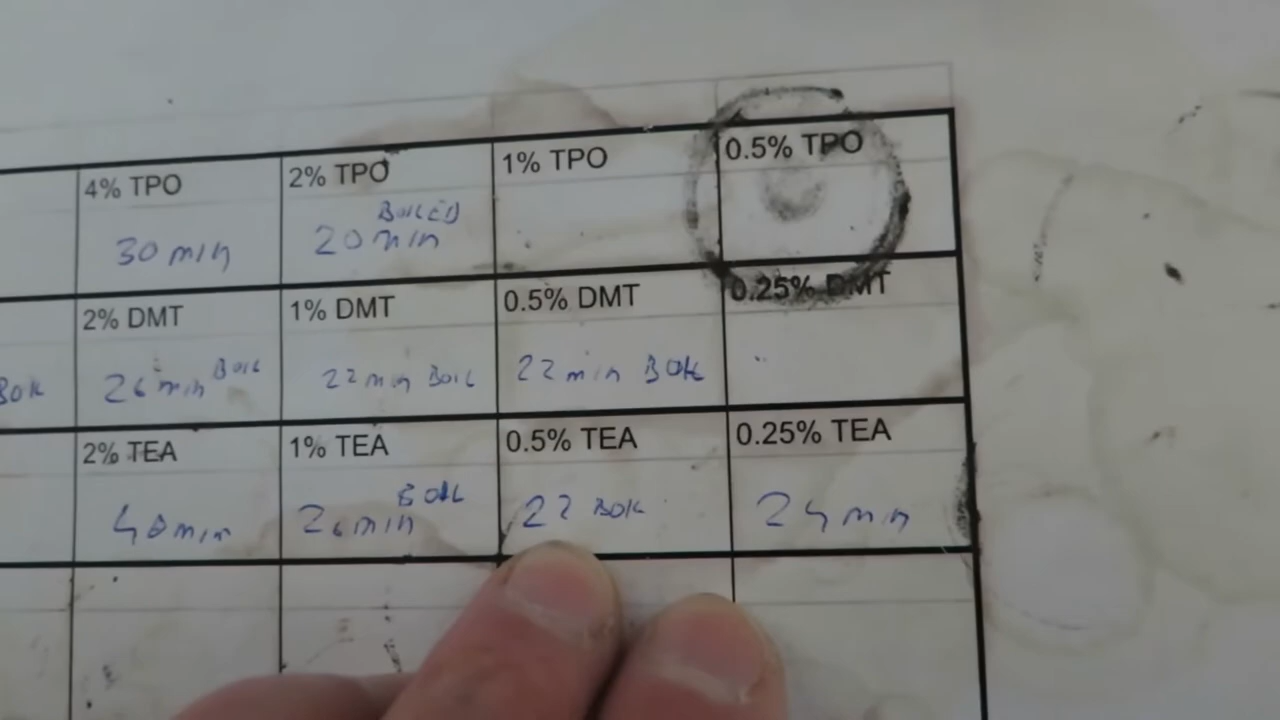 4% TPO
30 min
2% TPO
BOILED
20 min
1% TPO
0.5% TPO
2% DMT
26 min BOIL
1% DMT
22 min BOIL
0.5% DMT
22 min BOIL
0.25% DMT
2% TEA
40 min
1% TEA
BOIL
26 min
0.5% TEA
22 BOIL
0.25% TEA
24 min